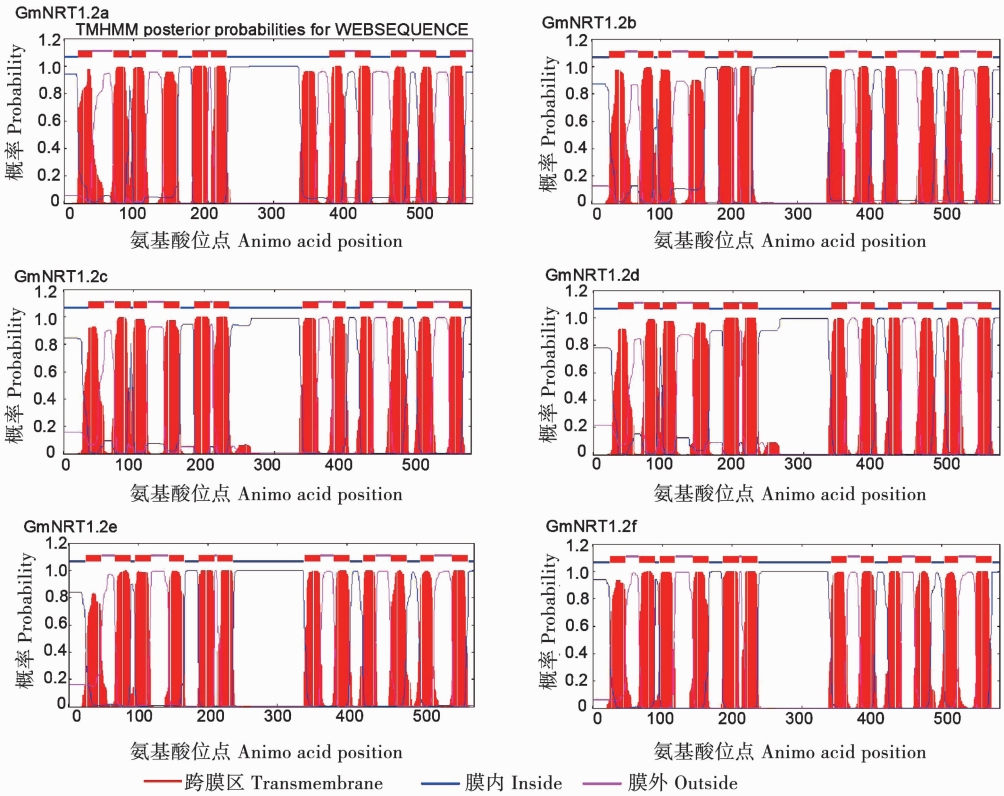 GmNRT1.2a
TMHMM posterior probabilities for WEBSEQUENCE
1.2
1.0
0.8
0.6
0.4
0.2
0
概率 Probability
0 100 200 300 400 500
氨基酸位点 Animo acid position
GmNRT1.2b
1.2
1.0
0.8
0.6
0.4
0.2
0
概率 Probability
0 100 200 300 400 500
氨基酸位点 Animo acid position
GmNRT1.2c
1.2
1.0
0.8
0.6
0.4
0.2
0
概率 Probability
0 100 200 300 400 500
氨基酸位点 Animo acid position
GmNRT1.2d
1.2
1.0
0.8
0.6
0.4
0.2
0
概率 Probability
0 100 200 300 400 500
氨基酸位点 Animo acid position
GmNRT1.2e
1.2
1.0
0.8
0.6
0.4
0.2
0
概率 Probability
100 200 300 400 500
氨基酸位点 Animo acid position
GmNRT1.2f
1.2
1.0
0.8
0.6
0.4
0.2
0
概率 Probability
0 100 200 300 400 500
氨基酸位点 Animo acid position
跨膜区 Transmembrane 膜内 Inside 膜外 Outside